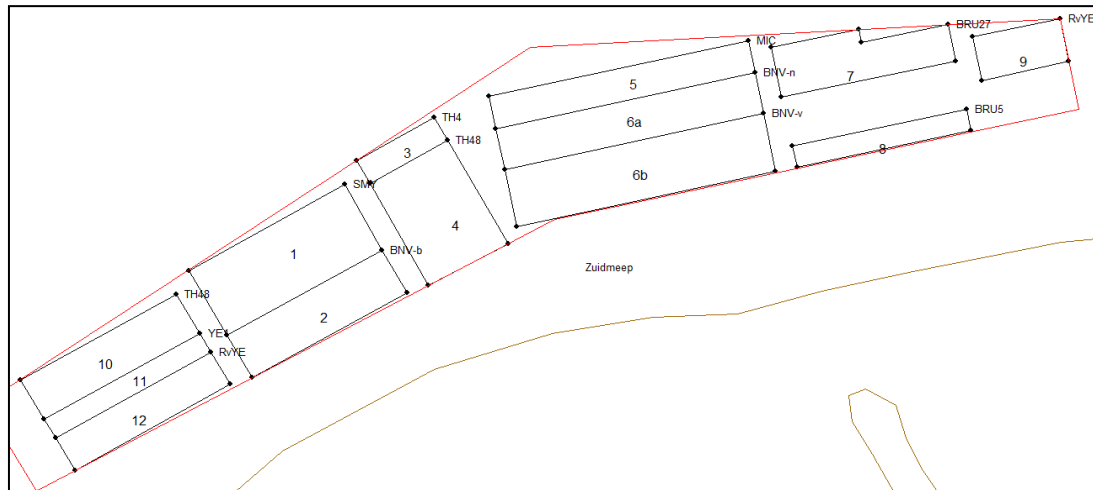 RvYE
BRU27
MIC
5
7
9
BNV-n
6a
BNV-v
BRU5
TH4
TH48
3
8
6b
SMY
1
4
BNV-b
Zuidmeep
TH48
2
YE4
RvYE
10
11
12